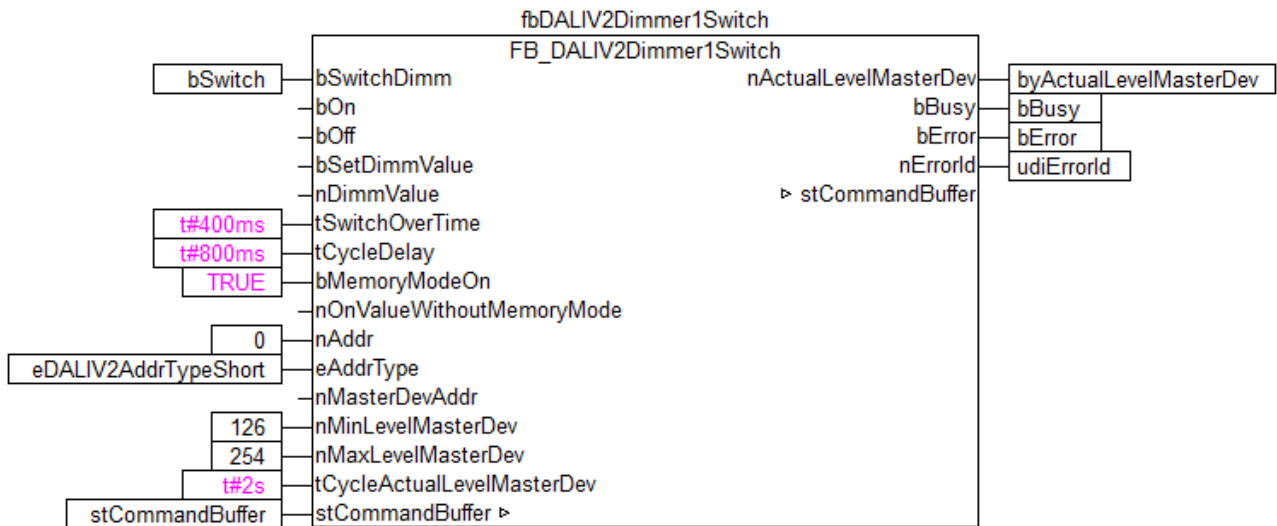 fbDALIV2Dimmer1Switch
FB_DALIV2Dimmer1Switch
bSwitch bSwitchDimm nActualLevelMasterDev byActualLevelMasterDev
bOn bBusy bBusy
bOff bError bError
bSetDimmValue nErrorId udiErrorId
nDimmValue ▹ stCommandBuffer
t#400ms tSwitchOverTime
t#800ms tCycleDelay
TRUE bMemoryModeOn
nOnValueWithoutMemoryMode
0 nAddr
eDALIV2AddrTypeShort eAddrType
nMasterDevAddr
126 nMinLevelMasterDev
254 nMaxLevelMasterDev
t#2s tCycleActualLevelMasterDev
stCommandBuffer stCommandBuffer ▹